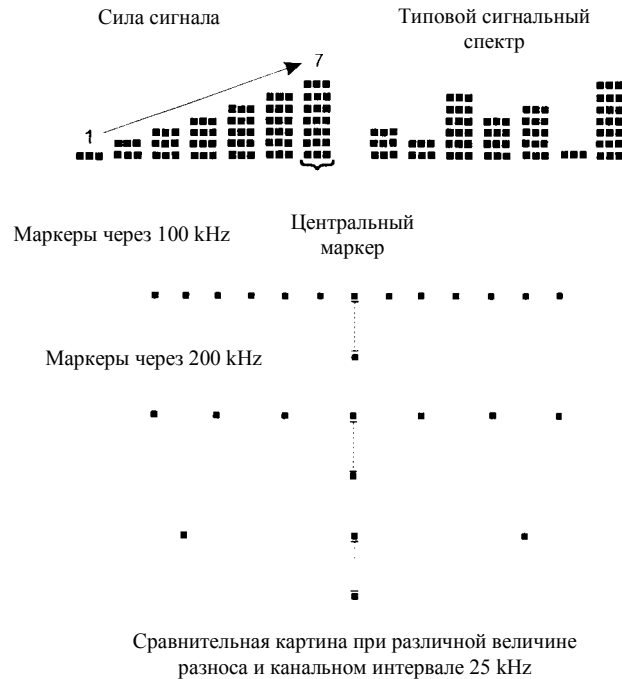 Сила сигнала
Типовой сигнальный
спектр
7
1
Маркеры через 100 kHz
Центральный
маркер
Маркеры через 200 kHz
Сравнительная картина при различной величине
разноса и канальном интервале 25 kHz